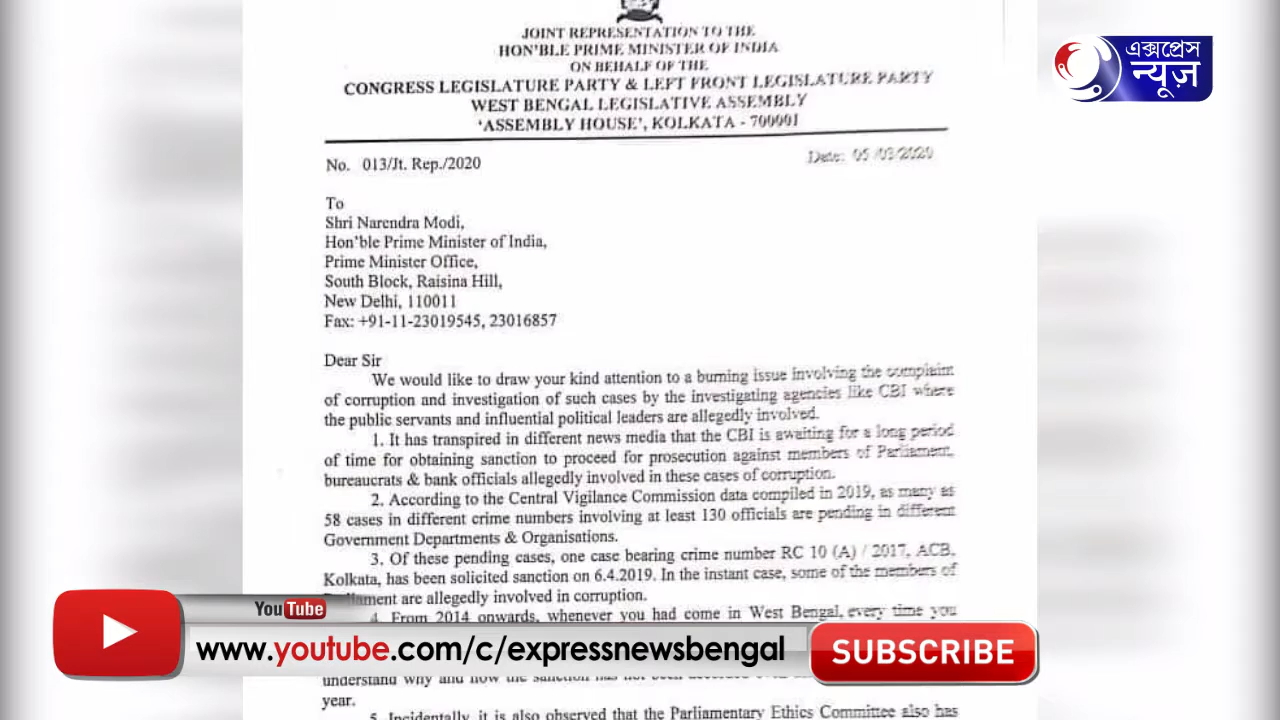 JOINT REPRESENTATION TO THE
HON'BLE PRIME MINISTER OF INDIA
ON BEHALF OF THE
CONGRESS LEGISLATURE PARTY & LEFT FRONT LEGISLATURE PARTY
WEST BENGAL LEGISLATIVE ASSEMBLY
'ASSEMBLY HOUSE', KOLKATA - 700001
এক্সপ্রেস
न्यूज़
No. 013/Jt. Rep./2020
Date: 05/03/2020
To
Shri Narendra Modi,
Hon'ble Prime Minister of India,
Prime Minister Office,
South Block, Raisina Hill,
New Delhi, 110011
Fax: +91-11-23019545, 23016857
Dear Sir
We would like to draw your kind attention to a burning issue involving the complaint
of corruption and investigation of such cases by the investigating agencies like CBI where
the public servants and influential political leaders are allegedly involved.
1. It has transpired in different news media that the CBI is awaiting for a long period
of time for obtaining sanction to proceed for prosecution against members of Parliament,
bureaucrats & bank officials allegedly involved in these cases of corruption.
2. According to the Central Vigilance Commission data compiled in 2019, as many as
58 cases in different crime numbers involving at least 130 officials are pending in different
Government Departments & Organisations.
3. Of these pending cases, one case bearing crime number RC 10 (A) / 2017, ACB,
Kolkata, has been solicited sanction on 6.4.2019. In the instant case, some of the members of
are allegedly involved in corruption.
4. From 2014 onwards, whenever you had come in West Bengal, every time you
understand why and how the sanction has not been
year.
5. Incidentally, it is also observed that the Parliamentary Ethics Committee also has
YouTube
www.youtube.com/c/expressnewsbengal
SUBSCRIBE